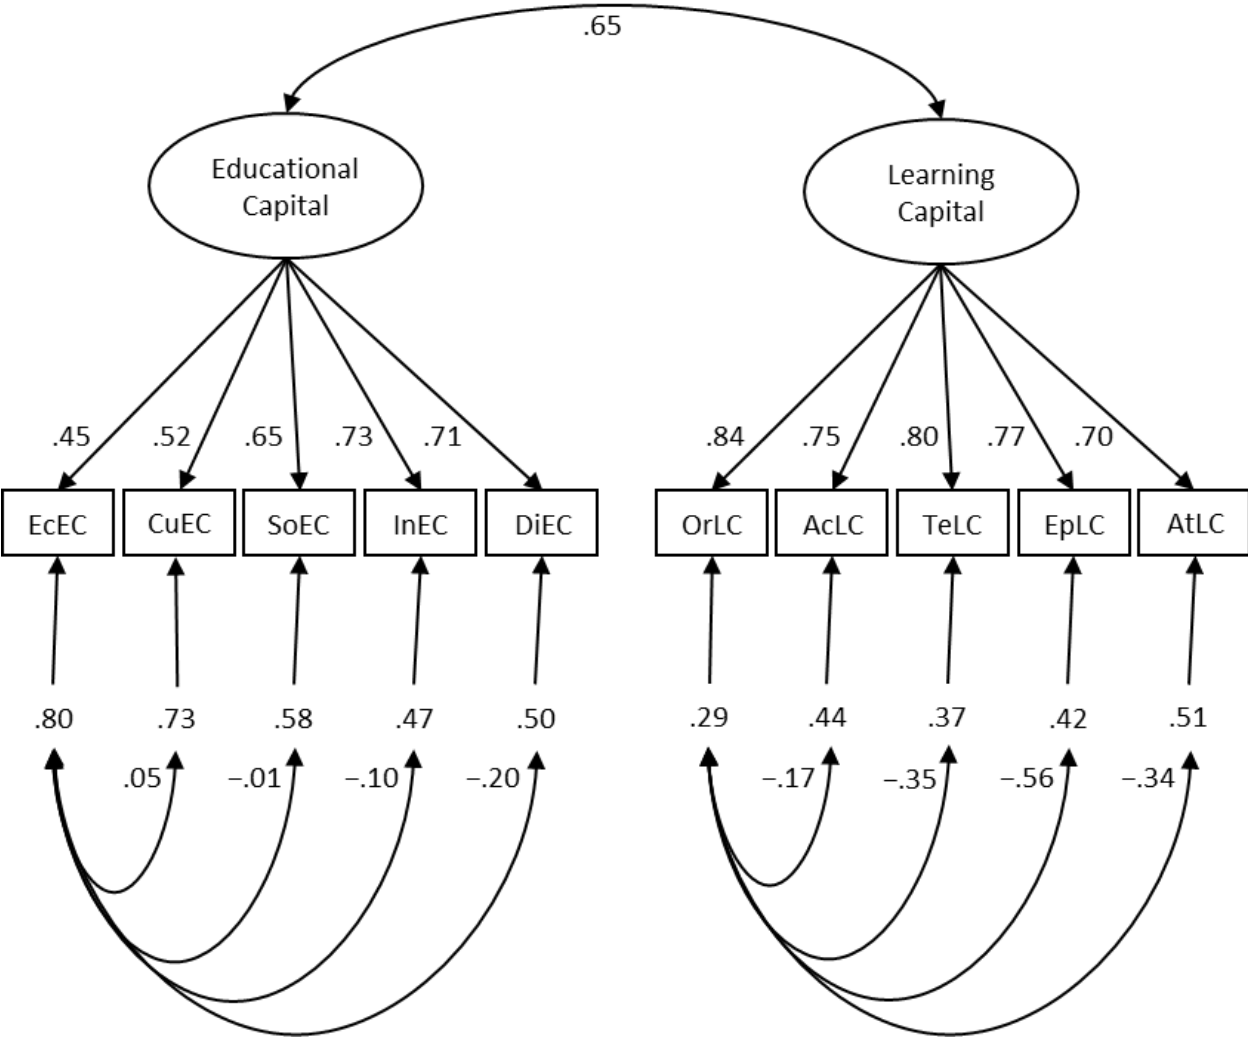 .65
Educational
Capital
Learning
Capital
.45 .52 .65 .73 .71 .84 .75 .80 .77 .70
EcEC CuEC SoEC InEC DiEC OrLC AcLC TeLC EpLC AtLC
.80 .73 .58 .47 .50 .29 .44 .37 .42 .51
.05 –.01 –.10 –.20 –.17 –.35 –.56 –.34